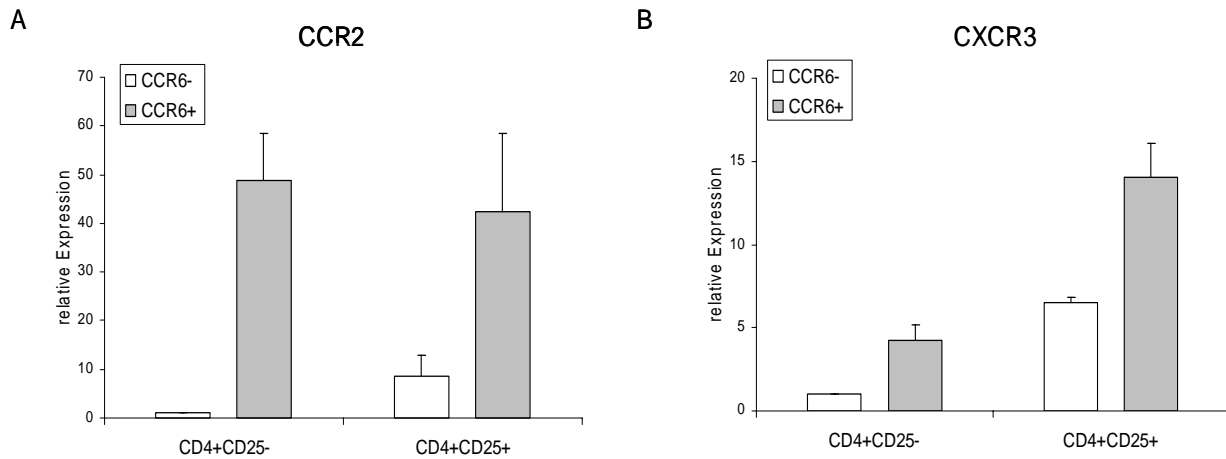 A
CCR2
CCR6-
CCR6+
70
60
50
40
30
20
10
0
relative Expression
CD4+CD25-
CD4+CD25+
B
CXCR3
CCR6-
CCR6+
20
15
10
5
0
relative Expression
CD4+CD25-
CD4+CD25+